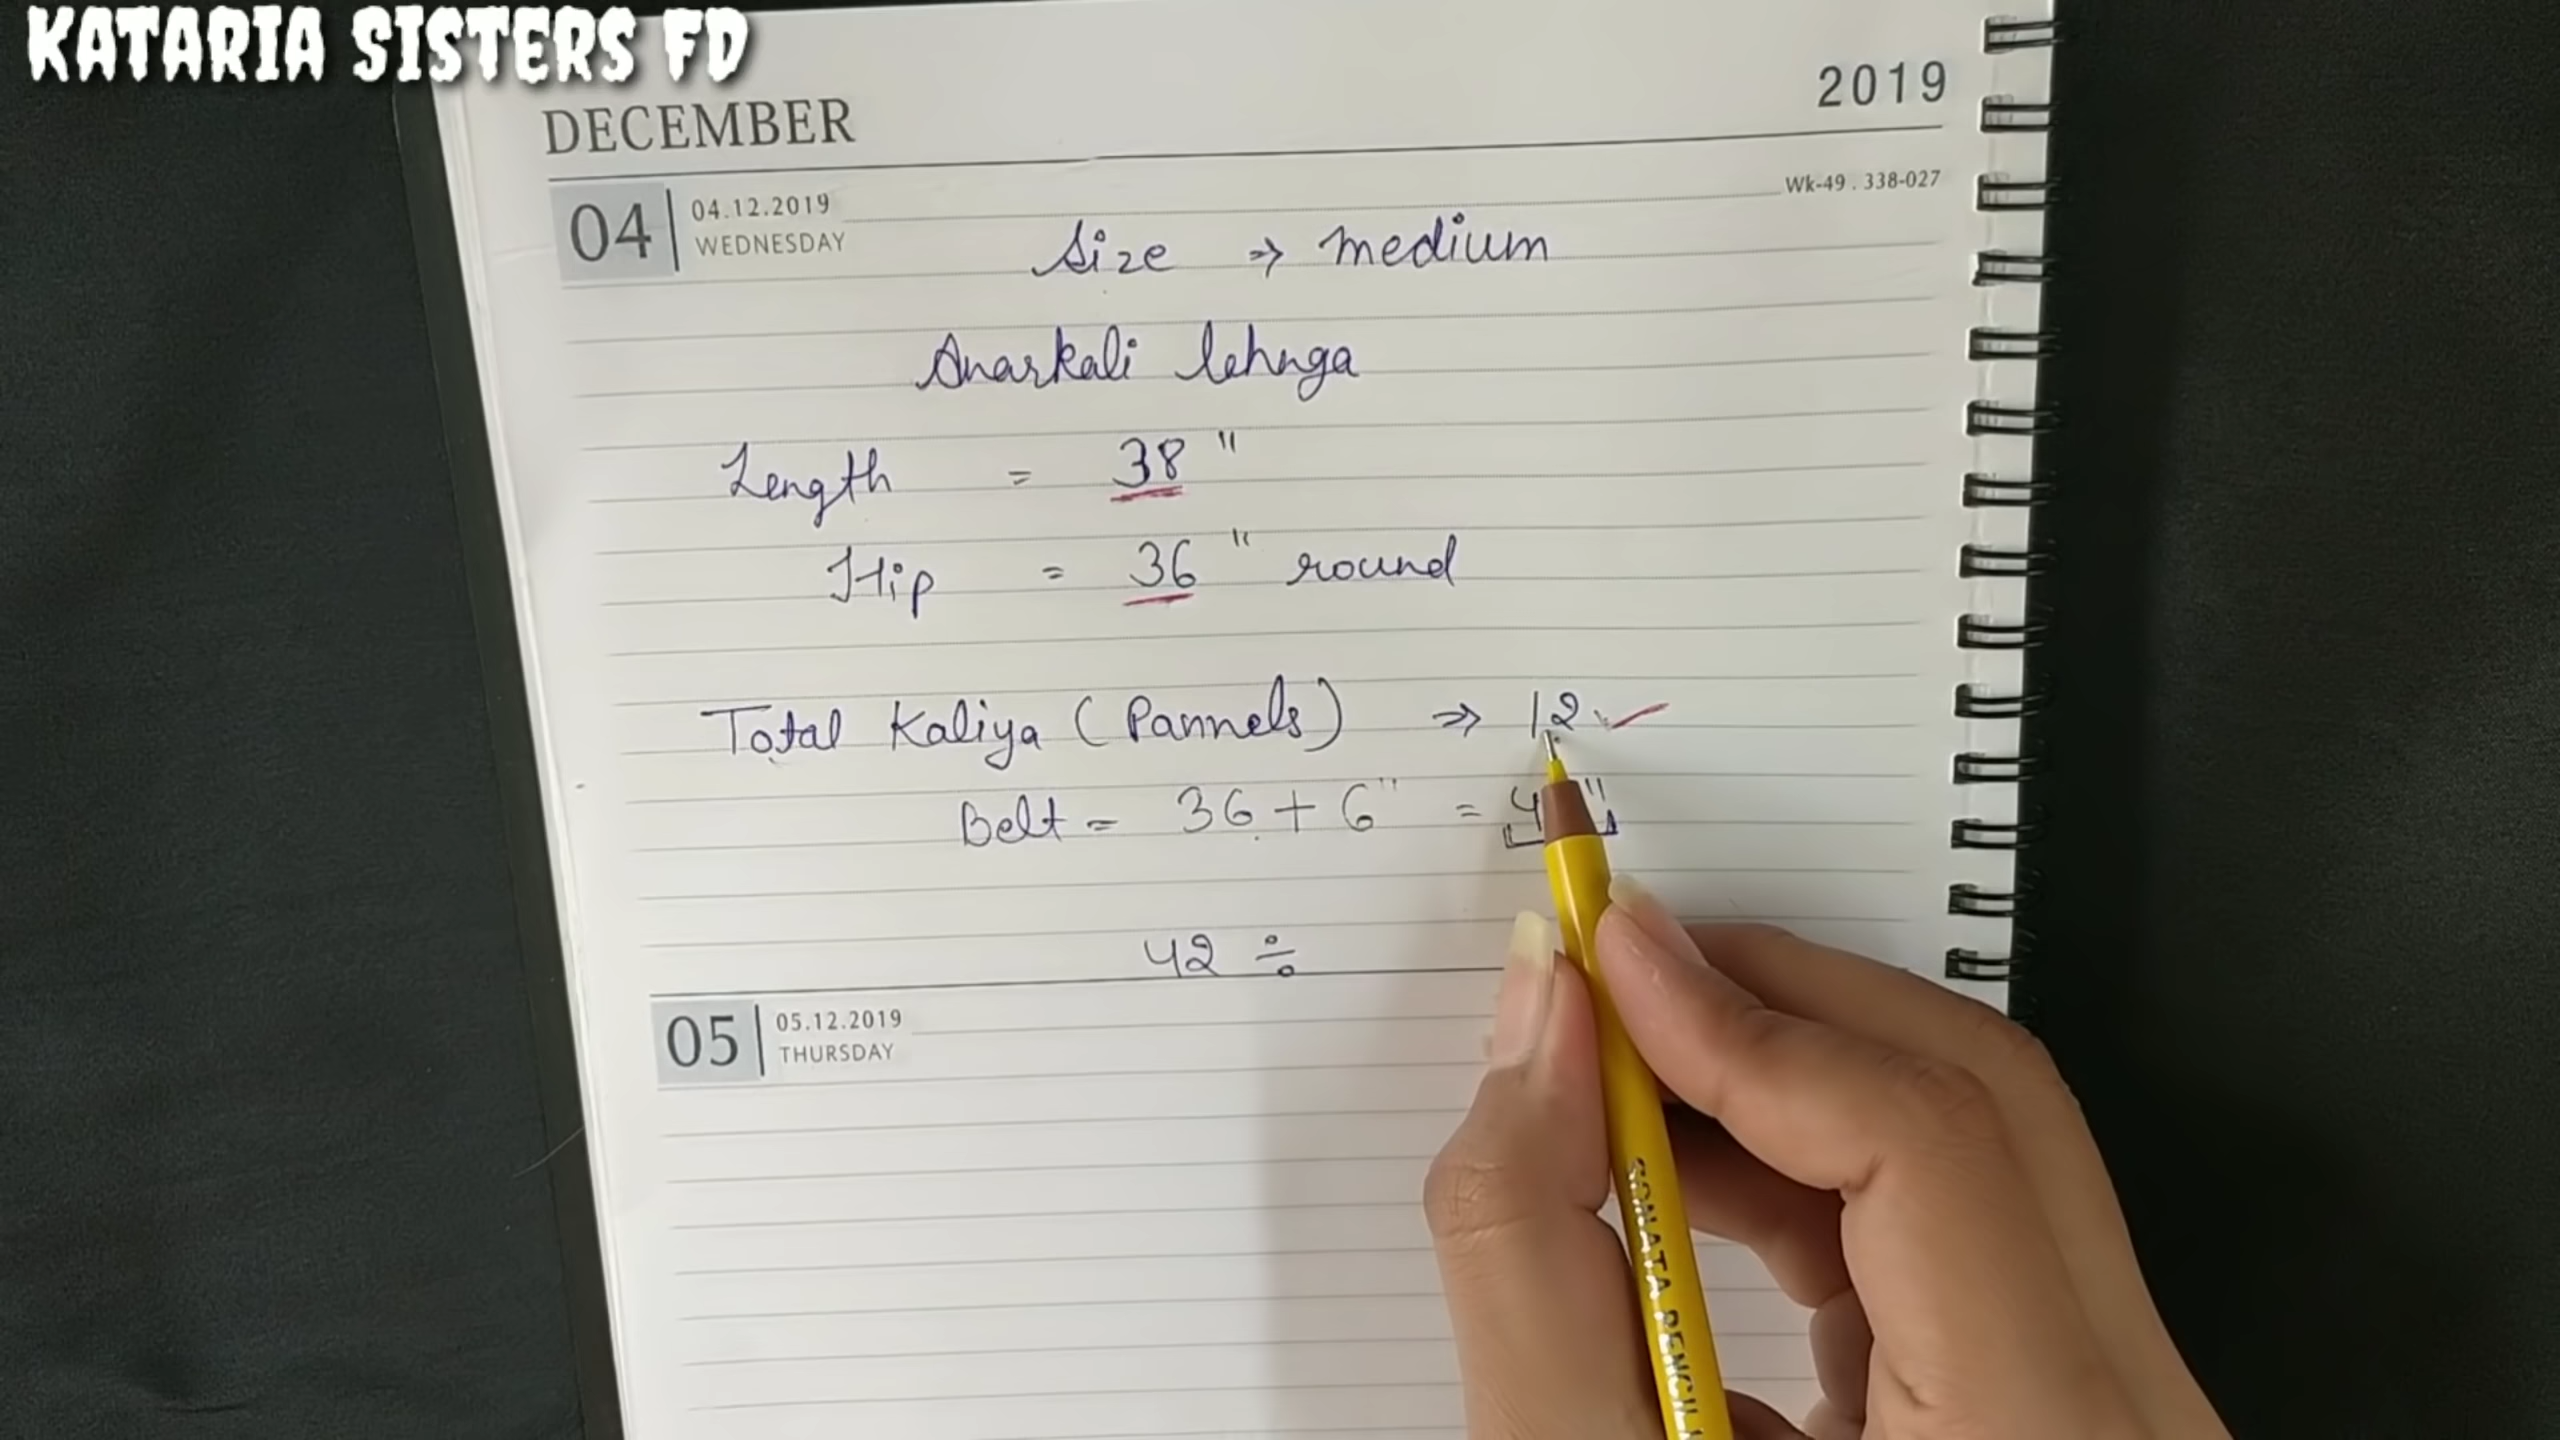 KATARIA SISTERS FD
DECEMBER
2019
04
04.12.2019
WEDNESDAY
Wk-49 . 338-027
Size ⇒ medium
Anarkali lehnga
Length = 38"
Hip = 36" round
Total Kaliya (Pannels) ⇒ 12
Belt = 36 + 6" = 4 "
42 ÷
05
05.12.2019
THURSDAY
SONATA PENCIL